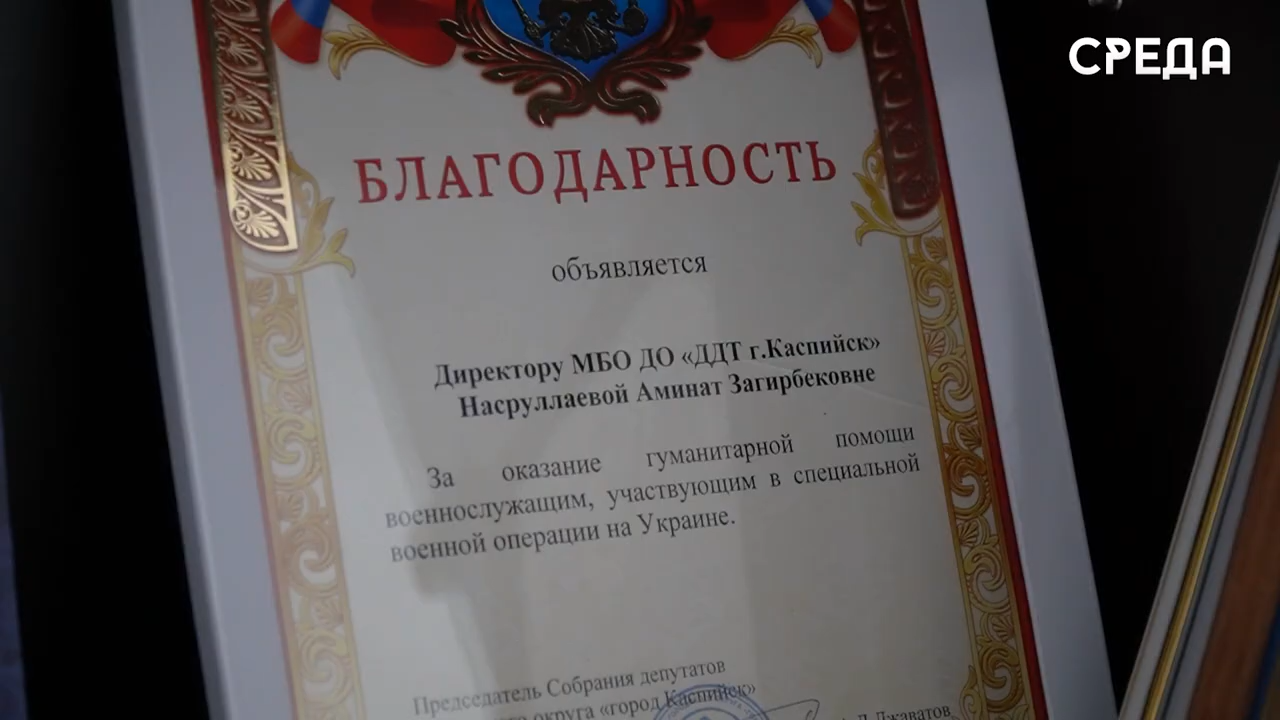 СРЕДА
БЛАГОДАРНОСТЬ
объявляется
Директору МБО ДО «ДДТ г.Каспийск»
Насруллаевой Аминат Загирбековне
За оказание гуманитарной помощи
военнослужащим, участвующим в специальной
военной операции на Украине.
Председатель Собрания депутатов
округа «город Каспийск»
Джаватов